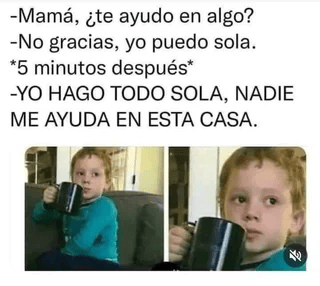 -Mamá, ¿te ayudo en algo?
-No gracias, yo puedo sola.
*5 minutos después*
-YO HAGO TODO SOLA, NADIE
ME AYUDA EN ESTA CASA.